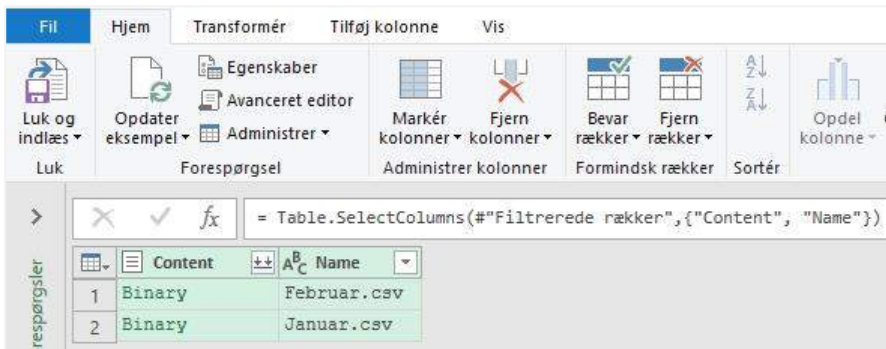 Fil Hjem Transformér Tilføj kolonne Vis
Egenskaber
Avanceret editor
Administrer
Luk og indlæs
Opdater eksempel
Markér kolonner
Fjern kolonner
Bevar rækker
Fjern rækker
A Z
Z A
Opdel kolonne
Luk Forespørgsel Administrer kolonner Formindsk rækker Sortér
fx = Table.SelectColumns(#"Filtrerede rækker",{"Content", "Name"})
Content ABC Name
1 Binary Februar.csv
2 Binary Januar.csv
respørgsler